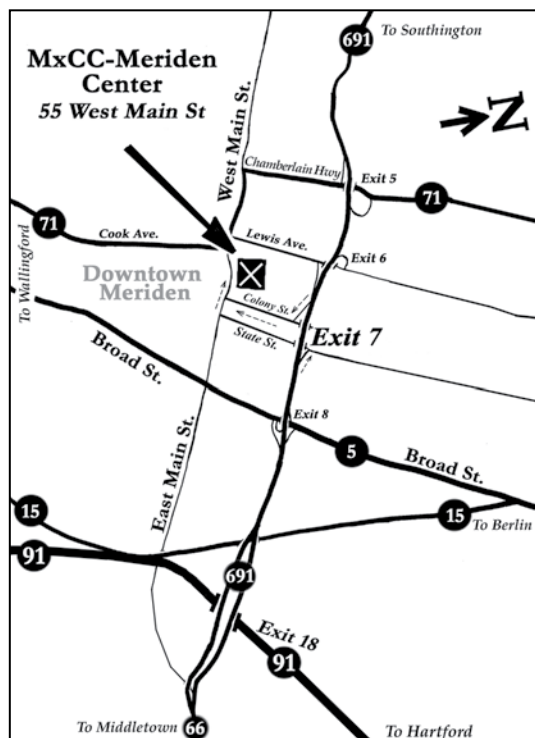 691
To Southington
MxCC-Meriden
Center
55 West Main St
N
West Main St.
Chamberlain Hwy
Exit 5
71
71
Cook Ave.
Lewis Ave.
Exit 6
To Wallingford
Downtown
Meriden
Colony St.
State St.
Exit 7
Broad St.
Exit 8
5
Broad St.
East Main St.
15
15
To Berlin
91
691
Exit 18
91
To Middletown
66
To Hartford